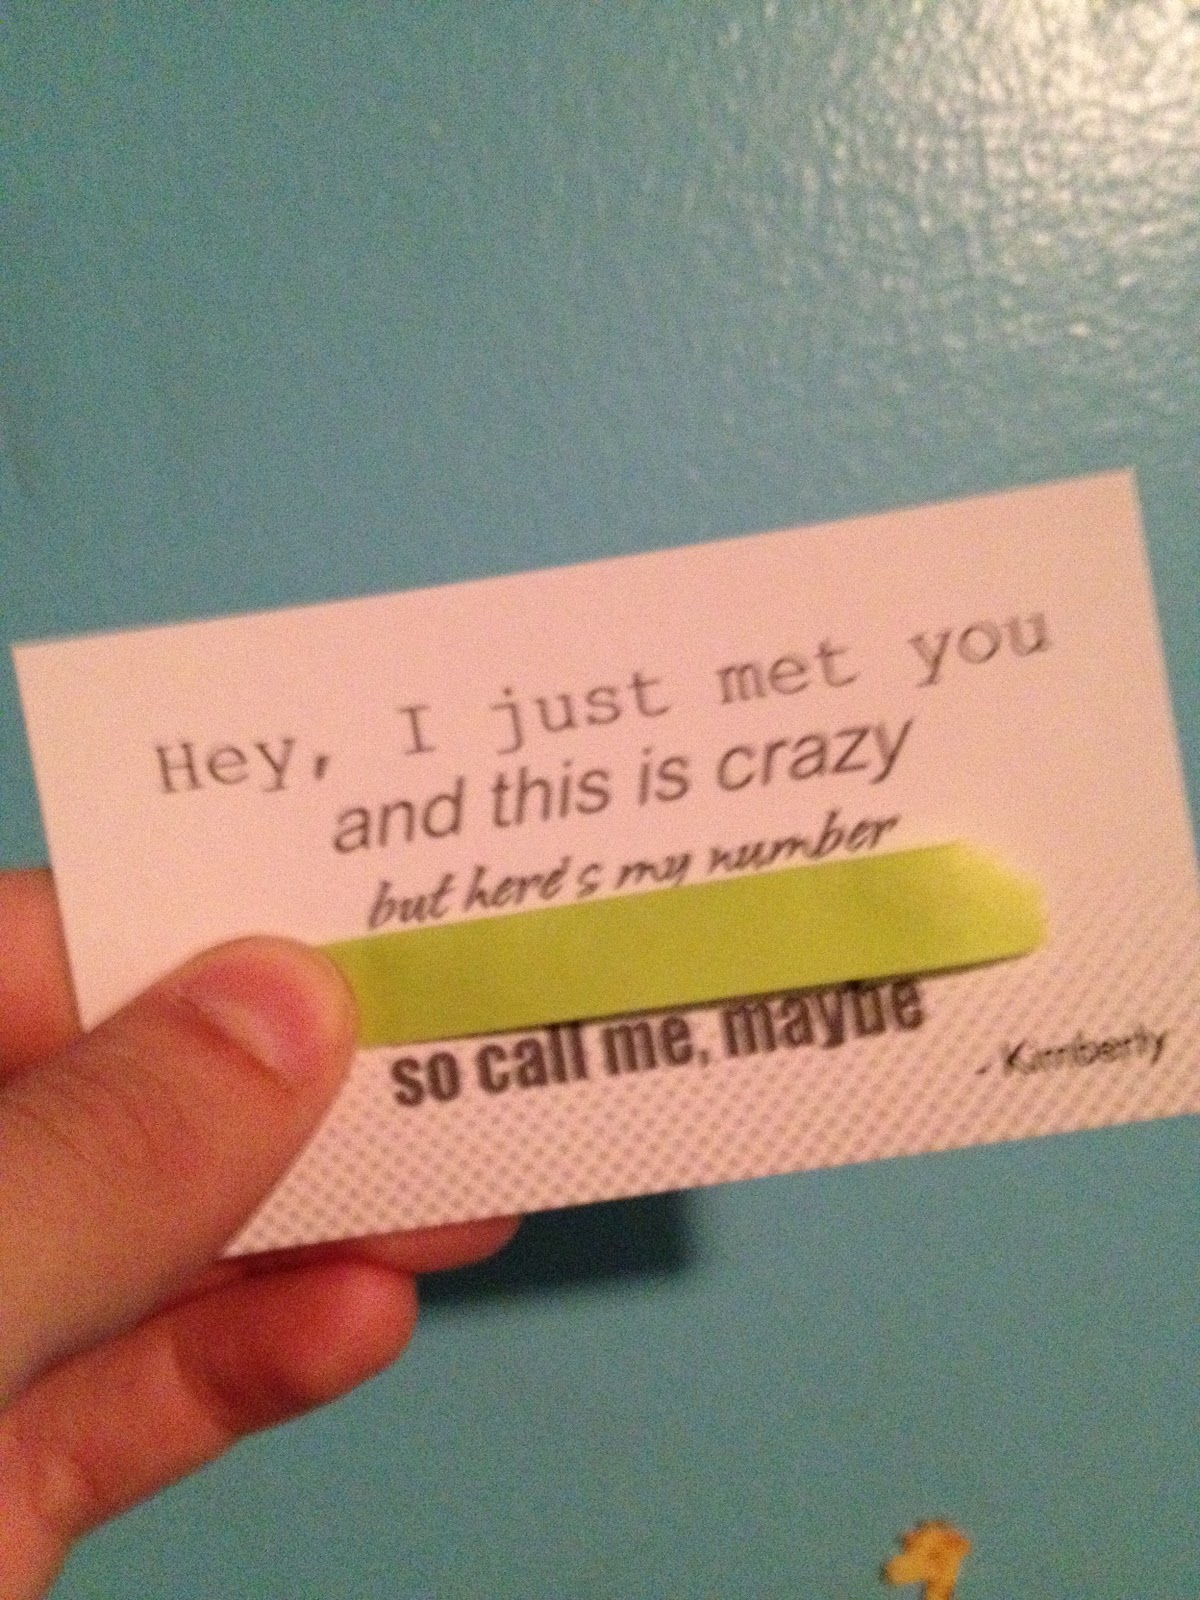 Hey, I just met you
and this is crazy
but here's my number
so call me, maybe
- Kimberly